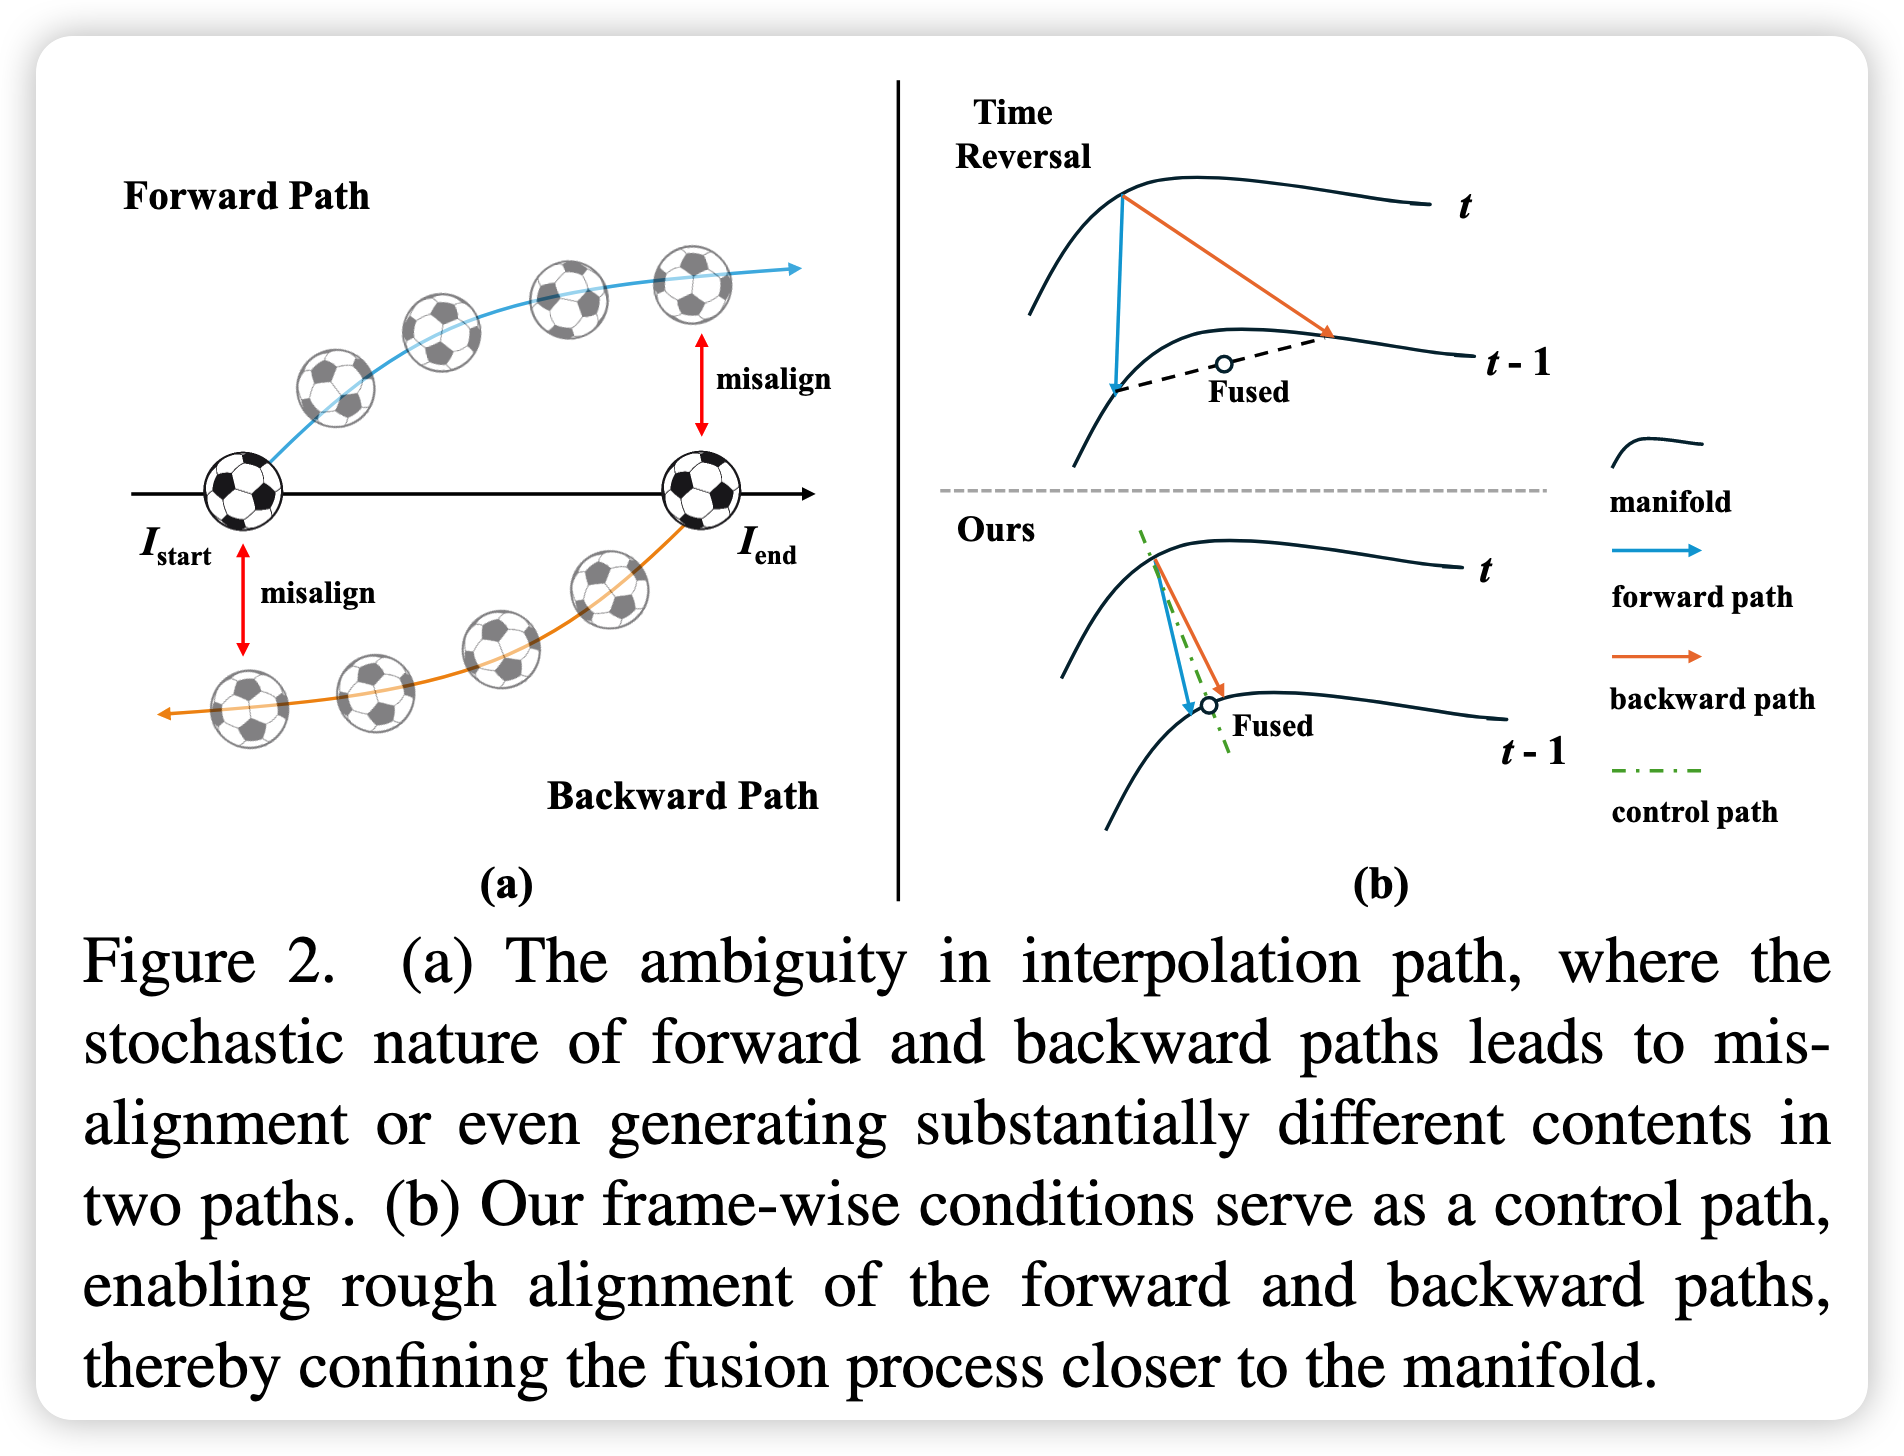 Forward Path
misalign
I start
I end
misalign
Backward Path
(a)
Time
Reversal
t
t - 1
Fused
Ours
t
Fused
t - 1
manifold
forward path
backward path
control path
(b)
Figure 2. (a) The ambiguity in interpolation path, where the
stochastic nature of forward and backward paths leads to mis-
alignment or even generating substantially different contents in
two paths. (b) Our frame-wise conditions serve as a control path,
enabling rough alignment of the forward and backward paths,
thereby confining the fusion process closer to the manifold.